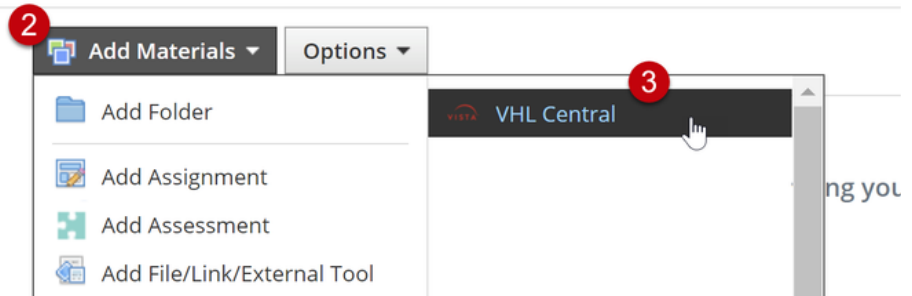 2
Add Materials Options
3
Add Folder VISTA VHL Central
Add Assignment
ng you
Add Assessment
Add File/Link/External Tool